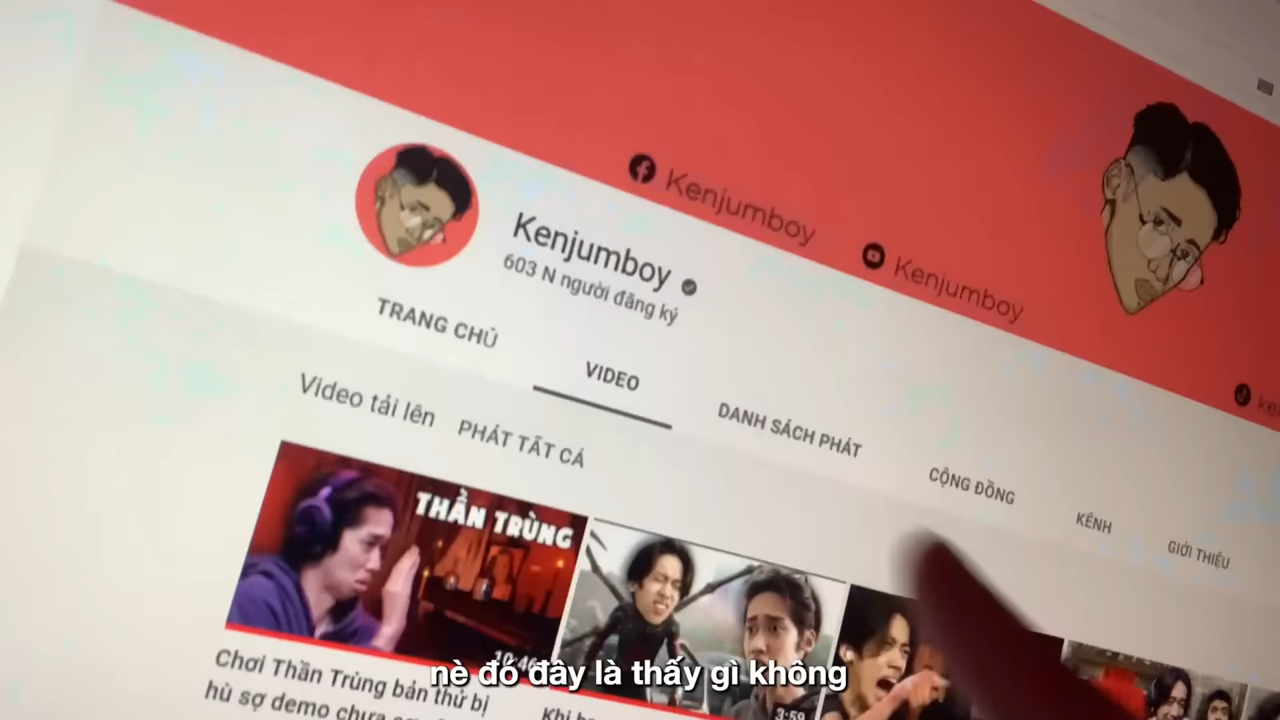 Kenjumboy
Kenjumboy
Kenjumboy
603 N người đăng ký
TRANG CHỦ
VIDEO
DANH SÁCH PHÁT
CỘNG ĐỒNG
KÊNH
GIỚI THIỆU
Video tải lên
PHÁT TẤT CẢ
THẦN TRÙNG
10:46
3:59
Chơi Thần Trùng bản thử bị
hù sợ demo chưa
nè đó đây là thấy gì không